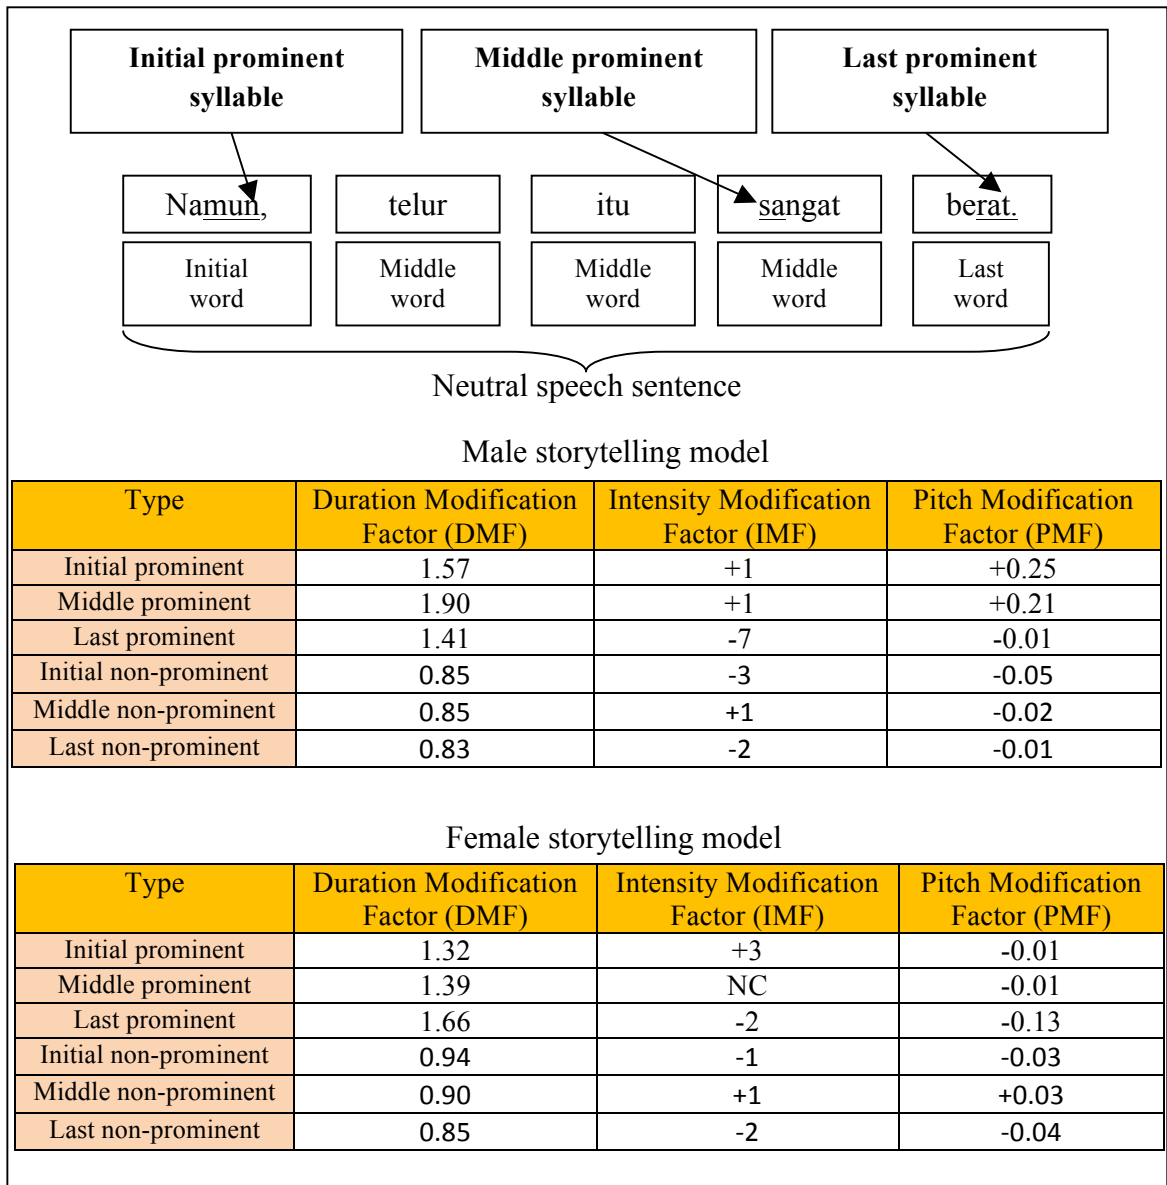 Initial prominent
syllable
Middle prominent
syllable
Last prominent
syllable
Namun,
telur
itu
sangat
berat.
Initial
word
Middle
word
Middle
word
Middle
word
Last
word
Neutral speech sentence
Male storytelling model
Type
Duration Modification
Factor (DMF)
Intensity Modification
Factor (IMF)
Pitch Modification
Factor (PMF)
Initial prominent 1.57 +1 +0.25
Middle prominent 1.90 +1 +0.21
Last prominent 1.41 -7 -0.01
Initial non-prominent 0.85 -3 -0.05
Middle non-prominent 0.85 +1 -0.02
Last non-prominent 0.83 -2 -0.01
Female storytelling model
Type
Duration Modification
Factor (DMF)
Intensity Modification
Factor (IMF)
Pitch Modification
Factor (PMF)
Initial prominent 1.32 +3 -0.01
Middle prominent 1.39 NC -0.01
Last prominent 1.66 -2 -0.13
Initial non-prominent 0.94 -1 -0.03
Middle non-prominent 0.90 +1 +0.03
Last non-prominent 0.85 -2 -0.04